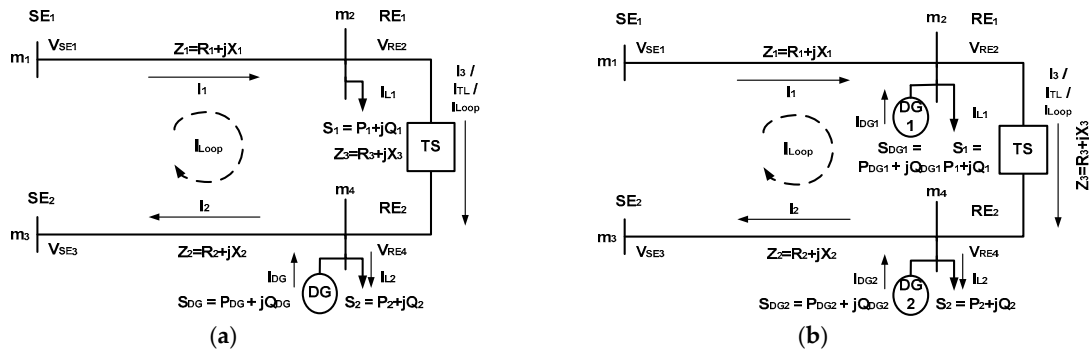 SE1
m1
VSE1
Z1=R1+jX1
I1
ILoop
m2
RE1
VRE2
IL1
S1 = P1+jQ1
Z3=R3+jX3
TS
I3 /
ITL /
ILoop
SE2
m3
VSE3
I2
Z2=R2+jX2
m4
RE2
VRE4
IDG
DG
IL2
SDG = PDG + jQDG
S2 = P2+jQ2
(a)
SE1
m1
VSE1
Z1=R1+jX1
I1
ILoop
m2
RE1
VRE2
IDG1
DG
1
IL1
SDG1 =
PDG1 + jQDG1
S1 =
P1+jQ1
TS
I3 /
ITL /
ILoop
Z3=R3+jX3
SE2
m3
VSE3
I2
Z2=R2+jX2
m4
RE2
VRE4
IDG2
DG
2
IL2
SDG2 = PDG2 + jQDG2
S2 = P2+jQ2
(b)